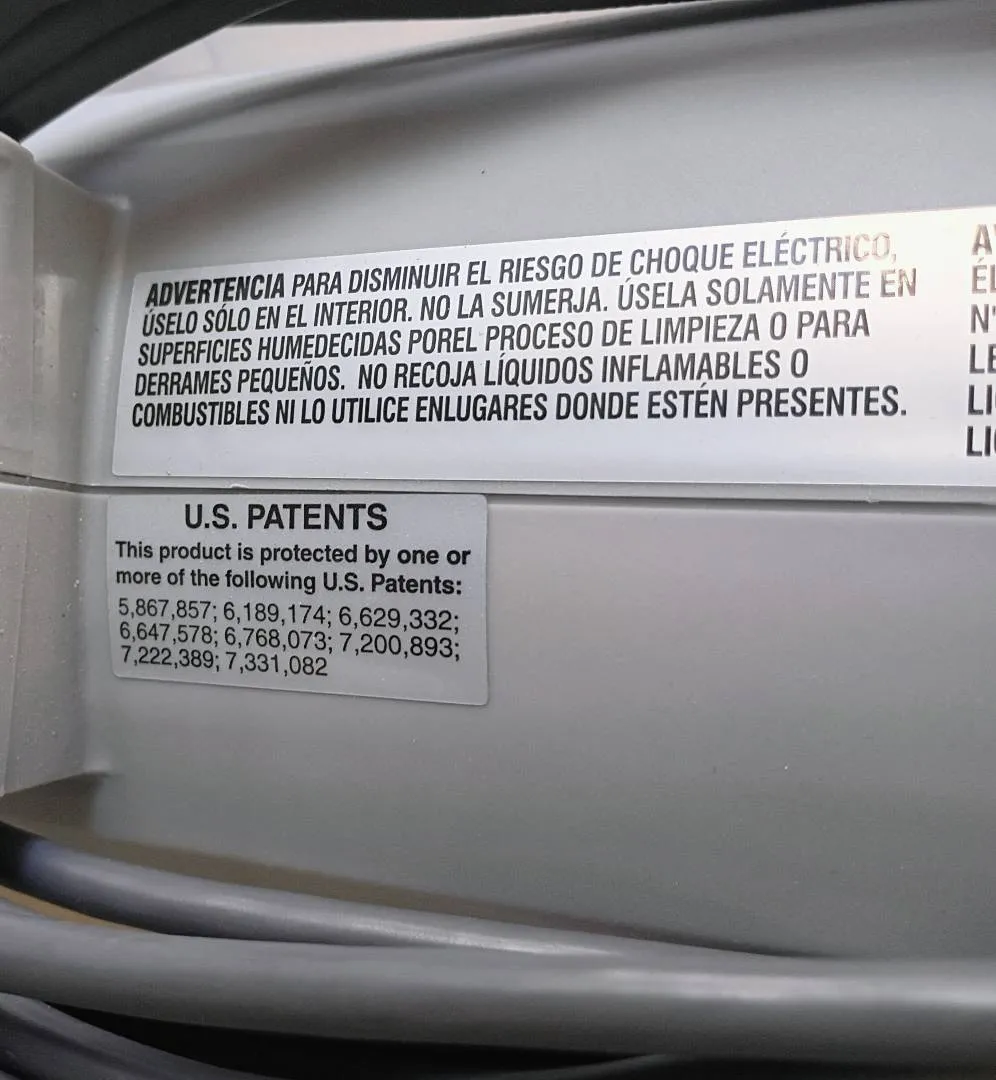 ADVERTENCIA PARA DISMINUIR EL RIESGO DE CHOQUE ELÉCTRICO,
ÚSELO SÓLO EN EL INTERIOR. NO LA SUMERJA. ÚSELA SOLAMENTE EN
SUPERFICIES HUMEDECIDAS POREL PROCESO DE LIMPIEZA O PARA
DERRAMES PEQUEÑOS. NO RECOJA LÍQUIDOS INFLAMABLES O
COMBUSTIBLES NI LO UTILICE ENLUGARES DONDE ESTÉN PRESENTES.
U.S. PATENTS
This product is protected by one or
more of the following U.S. Patents:
5,867,857; 6,189,174; 6,629,332;
6,647,578; 6,768,073; 7,200,893;
7,222,389; 7,331,082